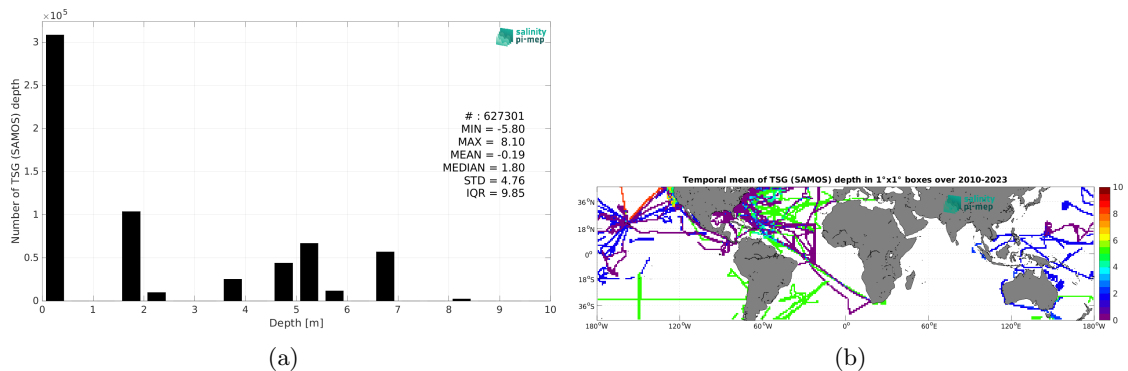 ×10⁵
3
2.5
2
1.5
1
0.5
0
Number of TSG (SAMOS) depth
salinity
pi-mep
# : 627301
MIN = -5.80
MAX = 8.10
MEAN = -0.19
MEDIAN = 1.80
STD = 4.76
IQR = 9.85
0 1 2 3 4 5 6 7 8 9 10
Depth [m]
(a)
Temporal mean of TSG (SAMOS) depth in 1°x1° boxes over 2010-2023
salinity
pi-mep
36°N
18°N
0°
18°S
36°S
180°W 120°W 60°W 0° 60°E 120°E 180°E
10
8
6
4
2
0
(b)